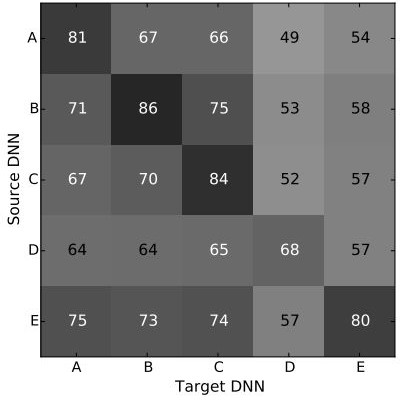 A 81 67 66 49 54
B 71 86 75 53 58
C 67 70 84 52 57
D 64 64 65 68 57
E 75 73 74 57 80
A B C D E
Source DNN
Target DNN